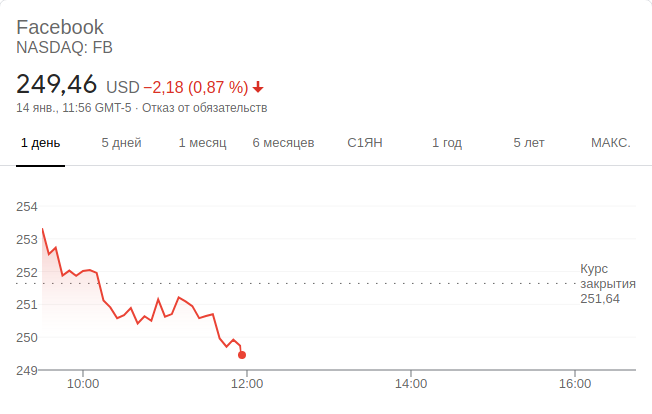 Facebook
NASDAQ: FB
249,46 USD −2,18 (0,87 %)
14 янв., 11:56 GMT-5 · Отказ от обязательств
1 день 5 дней 1 месяц 6 месяцев С1ЯН 1 год 5 лет МАКС.
254
253
252
251
250
249
Курс
закрытия
251,64
10:00 12:00 14:00 16:00